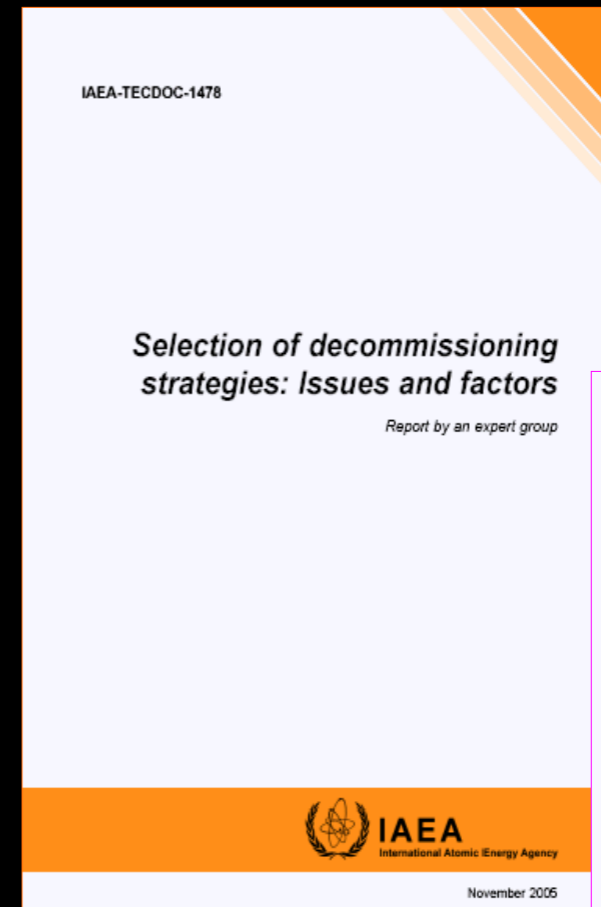 IAEA-TECDOC-1478
Selection of decommissioning
strategies: Issues and factors
Report by an expert group
IAEA
International Atomic Energy Agency
November 2005